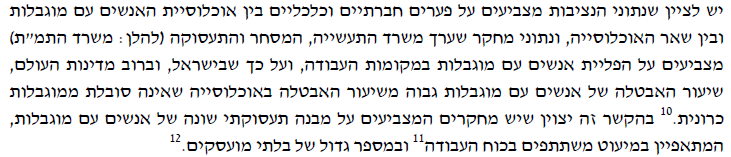 יש לציין שנתוני הנציבות מצביעים על פערים חברתיים וכלכליים בין אוכלוסיית האנשים עם מוגבלות
ובין שאר האוכלוסייה, ונתוני מחקר שערך משרד התעשייה, המסחר והתעסוקה (להלן: משרד התמ״ת)
מצביעים על הפליית אנשים עם מוגבלות במקומות העבודה, ועל כך שבישראל, וברוב מדינות העולם,
שיעור האבטלה של אנשים עם מוגבלות גבוה משיעור האבטלה באוכלוסייה שאינה סובלת ממוגבלות
כרונית.10 בהקשר זה יצוין שיש מחקרים המצביעים על מבנה תעסוקתי שונה של אנשים עם מוגבלות,
המתאפיין במיעוט משתתפים בכוח העבודה11 ובמספר גדול של בלתי מועסקים.12